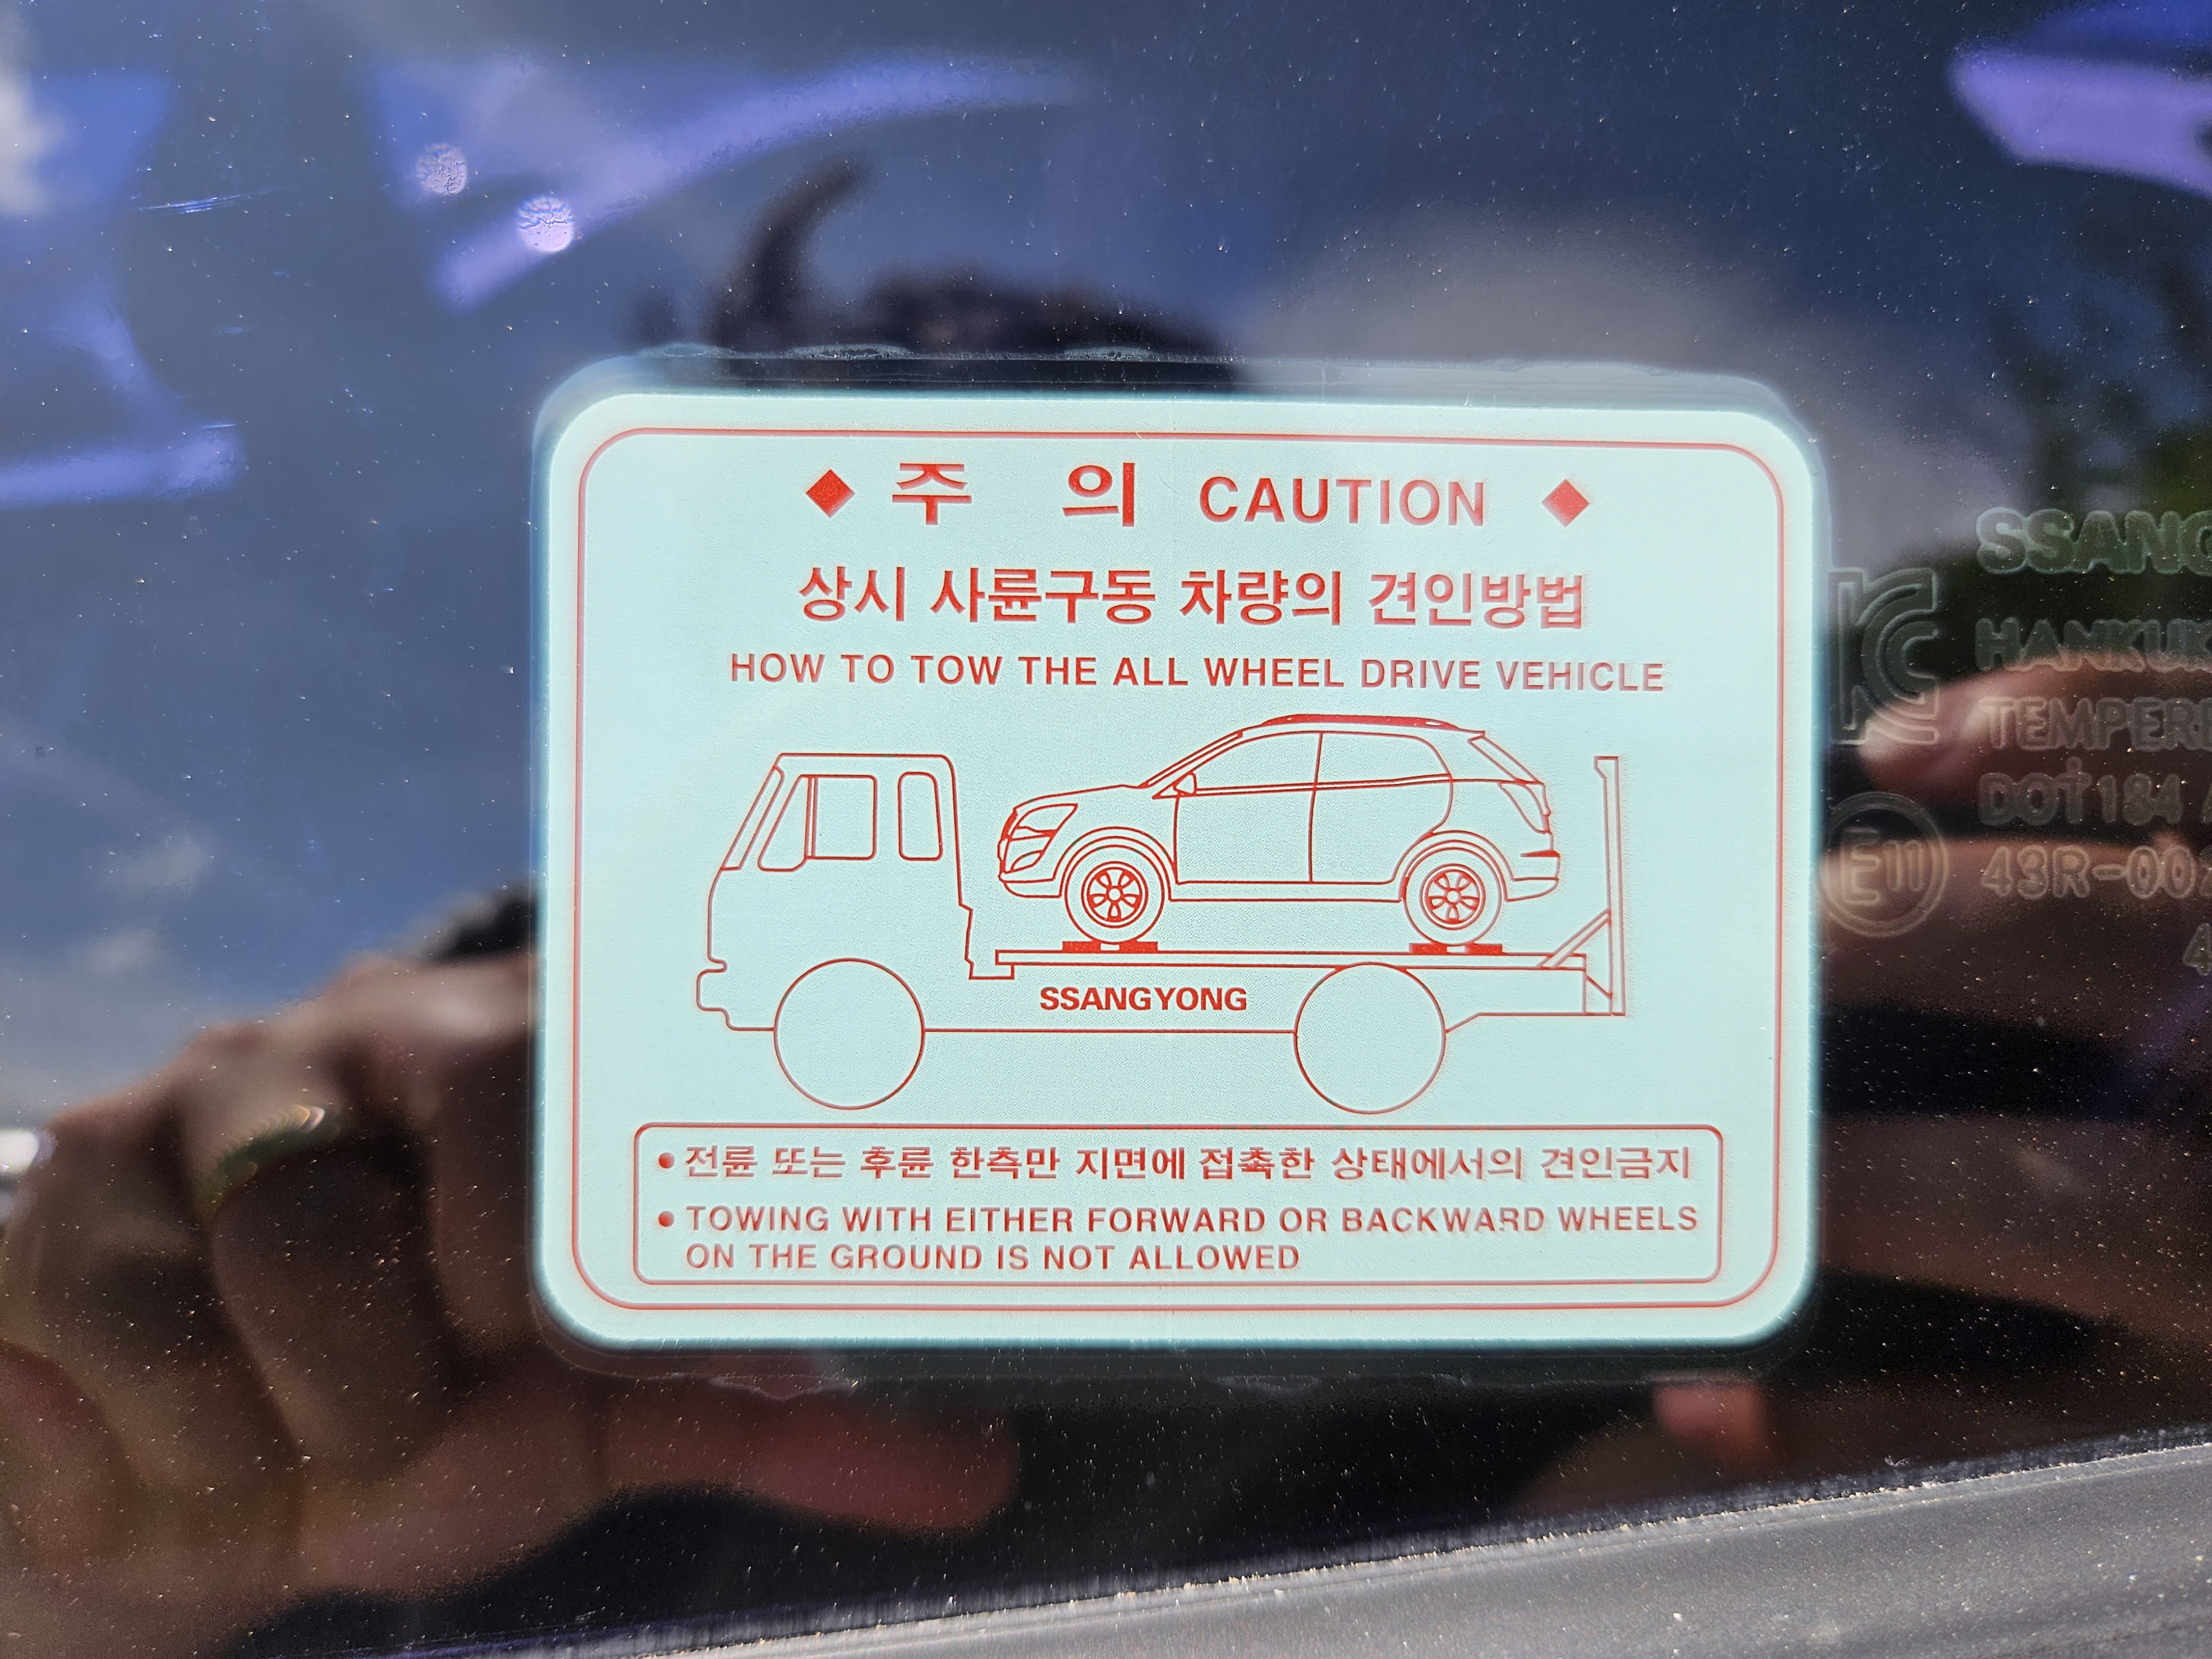 ◆ 주 의 CAUTION ◆
상시 사륜구동 차량의 견인방법
HOW TO TOW THE ALL WHEEL DRIVE VEHICLE
SSANGYONG
• 전륜 또는 후륜 한측만 지면에 접촉한 상태에서의 견인금지
• TOWING WITH EITHER FORWARD OR BACKWARD WHEELS
ON THE GROUND IS NOT ALLOWED
SSANG
HANKUK
TEMPER
DOT 184
E11
43R-00